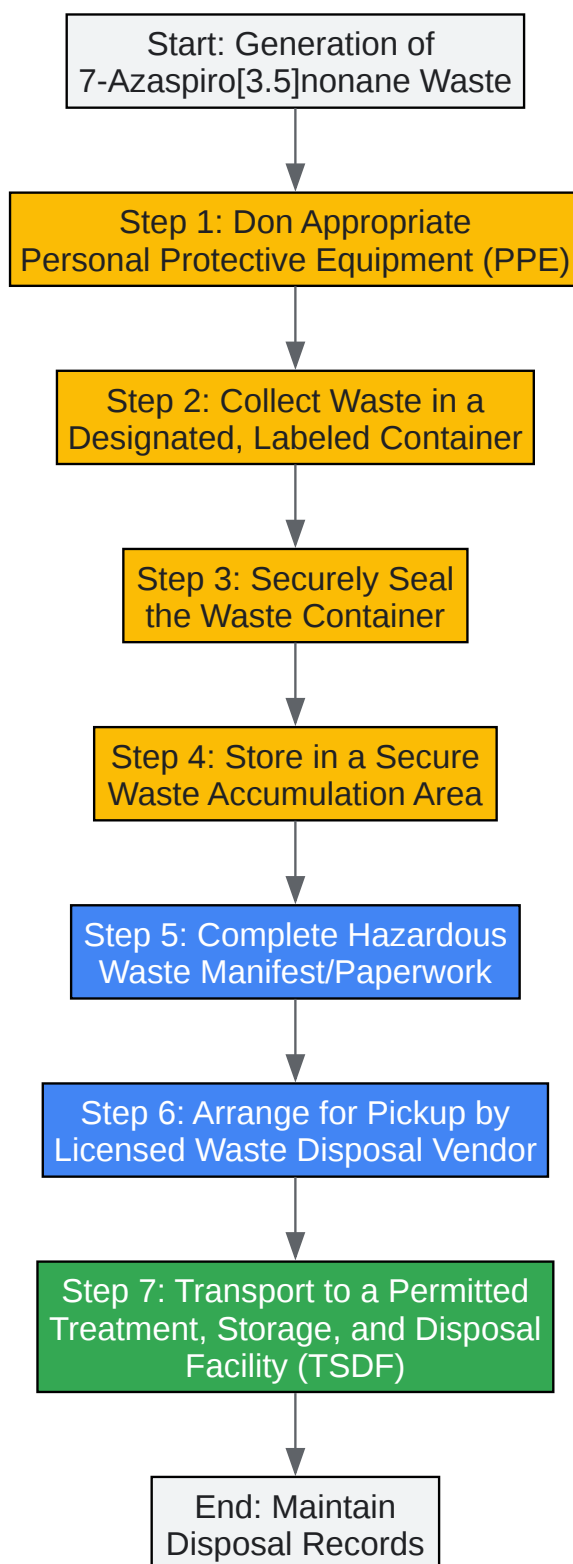 Start: Generation of
7-Azaspiro[3.5]nonane Waste
Step 1: Don Appropriate
Personal Protective Equipment (PPE)
Step 2: Collect Waste in a
Designated, Labeled Container
Step 3: Securely Seal
the Waste Container
Step 4: Store in a Secure
Waste Accumulation Area
Step 5: Complete Hazardous
Waste Manifest/Paperwork
Step 6: Arrange for Pickup by
Licensed Waste Disposal Vendor
Step 7: Transport to a Permitted
Treatment, Storage, and Disposal
Facility (TSDF)
End: Maintain
Disposal Records